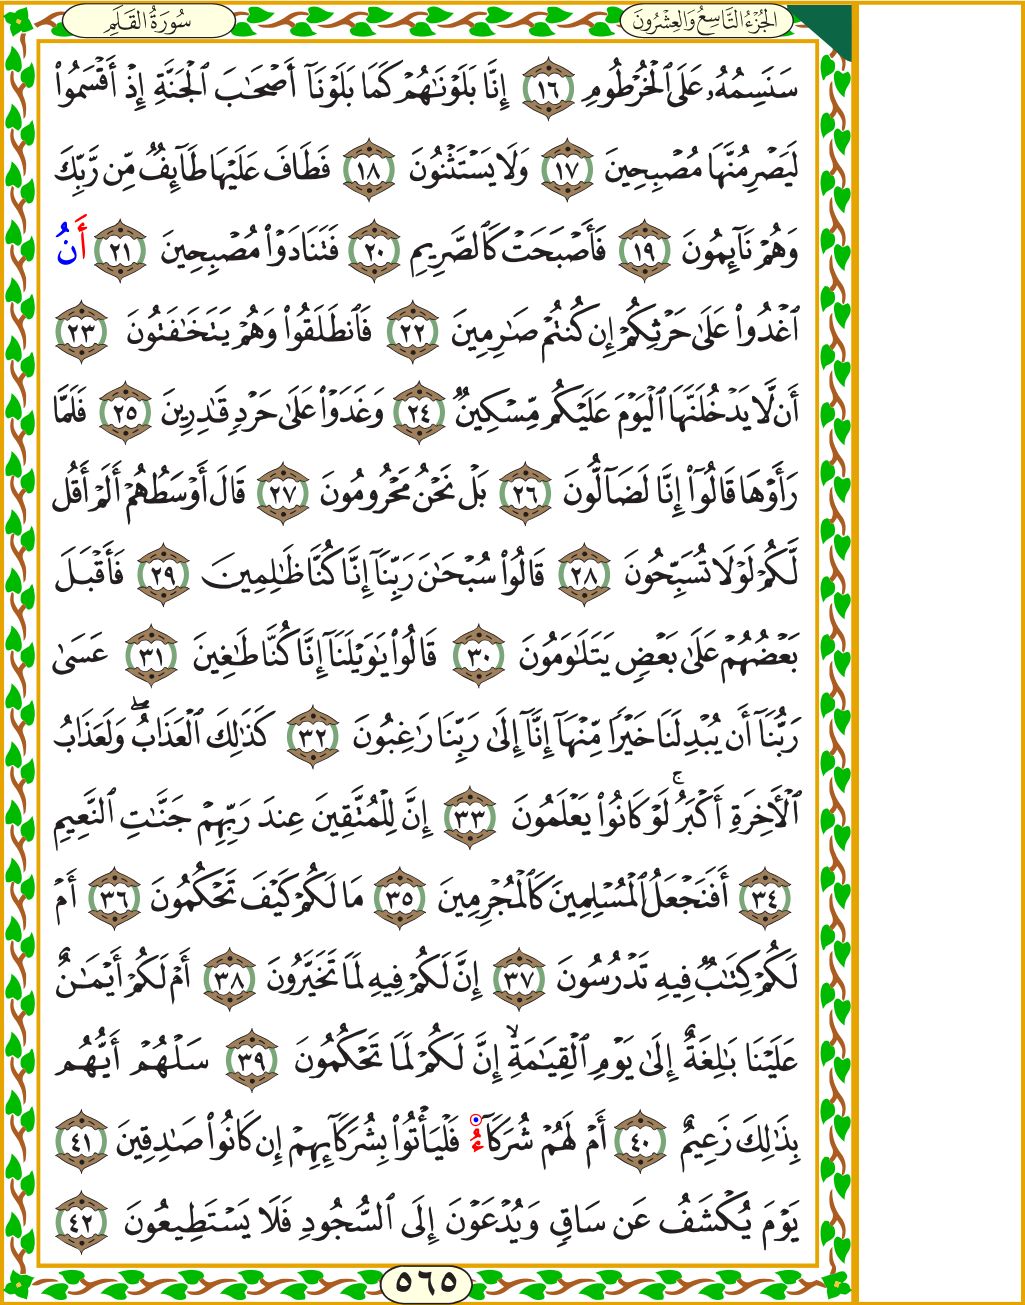 الجُزْءُ التَّاسِعُ وَالعِشْرُونَ
سُورَةُ القَلَمِ
سَنَسِمُهُۥ عَلَى ٱلْخُرْطُومِ ١٦ إِنَّا بَلَوْنَٰهُمْ كَمَا بَلَوْنَآ أَصْحَٰبَ ٱلْجَنَّةِ إِذْ أَقْسَمُوا۟
لَيَصْرِمُنَّهَا مُصْبِحِينَ ١٧ وَلَا يَسْتَثْنُونَ ١٨ فَطَافَ عَلَيْهَا طَآئِفٌ مِّن رَّبِّكَ
وَهُمْ نَآئِمُونَ ١٩ فَأَصْبَحَتْ كَٱلصَّرِيمِ ٢٠ فَتَنَادَوْا۟ مُصْبِحِينَ ٢١ أَنُ
ٱغْدُوا۟ عَلَىٰ حَرْثِكُمْ إِن كُنتُمْ صَٰرِمِينَ ٢٢ فَٱنطَلَقُوا۟ وَهُمْ يَتَخَٰفَتُونَ ٢٣
أَن لَّا يَدْخُلَنَّهَا ٱلْيَوْمَ عَلَيْكُم مِّسْكِينٌ ٢٤ وَغَدَوْا۟ عَلَىٰ حَرْدٍ قَٰدِرِينَ ٢٥ فَلَمَّا
رَأَوْهَا قَالُوٓا۟ إِنَّا لَضَآلُّونَ ٢٦ بَلْ نَحْنُ مَحْرُومُونَ ٢٧ قَالَ أَوْسَطُهُمْ أَلَمْ أَقُل
لَّكُمْ لَوْلَا تُسَبِّحُونَ ٢٨ قَالُوا۟ سُبْحَٰنَ رَبِّنَآ إِنَّا كُنَّا ظَٰلِمِينَ ٢٩ فَأَقْبَلَ
بَعْضُهُمْ عَلَىٰ بَعْضٍ يَتَلَٰوَمُونَ ٣٠ قَالُوا۟ يَٰوَيْلَنَآ إِنَّا كُنَّا طَٰغِينَ ٣١ عَسَىٰ
رَبُّنَآ أَن يُبْدِلَنَا خَيْرًا مِّنْهَآ إِنَّآ إِلَىٰ رَبِّنَا رَٰغِبُونَ ٣٢ كَذَٰلِكَ ٱلْعَذَابُ ۖ وَلَعَذَابُ
ٱلْءَاخِرَةِ أَكْبَرُ ۚ لَوْ كَانُوا۟ يَعْلَمُونَ ٣٣ إِنَّ لِلْمُتَّقِينَ عِندَ رَبِّهِمْ جَنَّٰتِ ٱلنَّعِيمِ
٣٤ أَفَنَجْعَلُ ٱلْمُسْلِمِينَ كَٱلْمُجْرِمِينَ ٣٥ مَا لَكُمْ كَيْفَ تَحْكُمُونَ ٣٦ أَمْ
لَكُمْ كِتَٰبٌ فِيهِ تَدْرُسُونَ ٣٧ إِنَّ لَكُمْ فِيهِ لَمَا تَخَيَّرُونَ ٣٨ أَمْ لَكُمْ أَيْمَٰنٌ
عَلَيْنَا بَٰلِغَةٌ إِلَىٰ يَوْمِ ٱلْقِيَٰمَةِ ۙ إِنَّ لَكُمْ لَمَا تَحْكُمُونَ ٣٩ سَلْهُمْ أَيُّهُم
بِذَٰلِكَ زَعِيمٌ ٤٠ أَمْ لَهُمْ شُرَكَآءُ فَلْيَأْتُوا۟ بِشُرَكَآئِهِمْ إِن كَانُوا۟ صَٰدِقِينَ ٤١
يَوْمَ يُكْشَفُ عَن سَاقٍ وَيُدْعَوْنَ إِلَى ٱلسُّجُودِ فَلَا يَسْتَطِيعُونَ ٤٢
٥٦٥